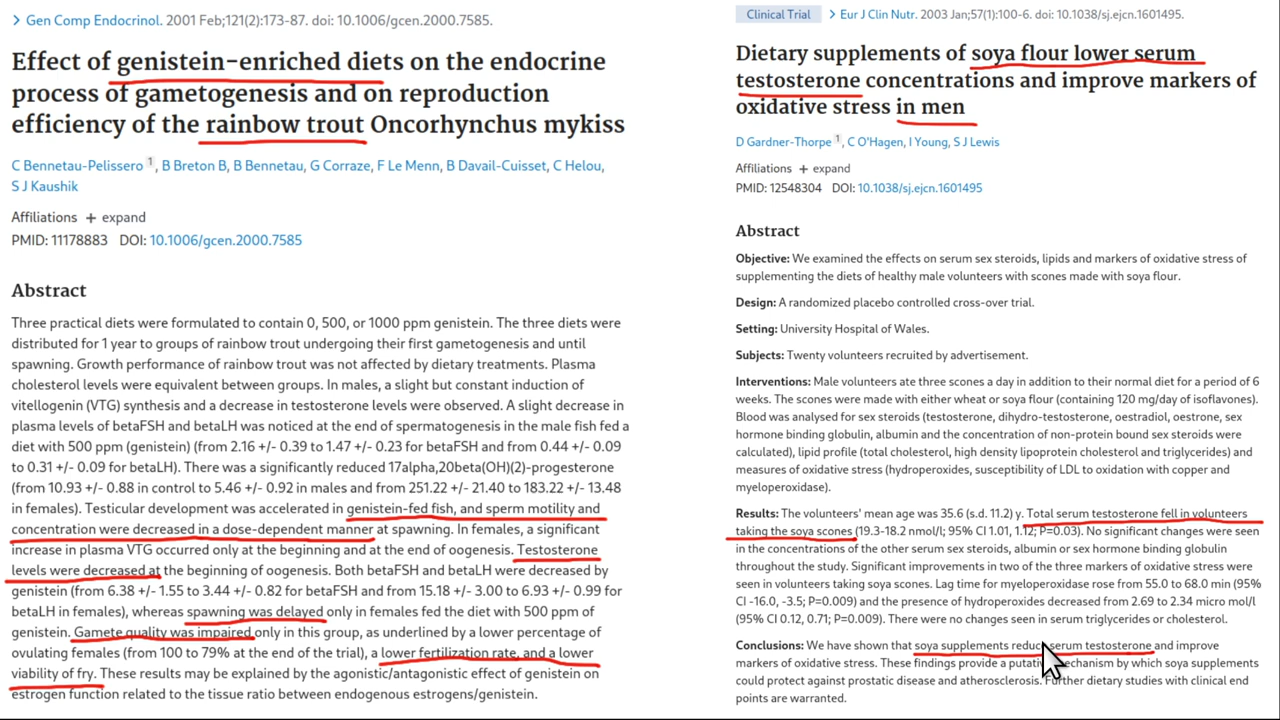 > Gen Comp Endocrinol. 2001 Feb;121(2):173-87. doi: 10.1006/gcen.2000.7585.
Effect of genistein-enriched diets on the endocrine
process of gametogenesis and on reproduction
efficiency of the rainbow trout Oncorhynchus mykiss
C Bennetau-Pelissero 1, B Breton B, B Bennetau, G Corraze, F Le Menn, B Davail-Cuisset, C Helou,
S J Kaushik
Affiliations + expand
PMID: 11178883 DOI: 10.1006/gcen.2000.7585
Abstract
Three practical diets were formulated to contain 0, 500, or 1000 ppm genistein. The three diets were
distributed for 1 year to groups of rainbow trout undergoing their first gametogenesis and until
spawning. Growth performance of rainbow trout was not affected by dietary treatments. Plasma
cholesterol levels were equivalent between groups. In males, a slight but constant induction of
vitellogenin (VTG) synthesis and a decrease in testosterone levels were observed. A slight decrease in
plasma levels of betaFSH and betaLH was noticed at the end of spermatogenesis in the male fish fed a
diet with 500 ppm (genistein) (from 2.16 +/- 0.39 to 1.47 +/- 0.23 for betaFSH and from 0.44 +/- 0.09
to 0.31 +/- 0.09 for betaLH). There was a significantly reduced 17alpha,20beta(OH)(2)-progesterone
(from 10.93 +/- 0.88 in control to 5.46 +/- 0.92 in males and from 251.22 +/- 21.40 to 183.22 +/- 13.48
in females). Testicular development was accelerated in genistein-fed fish, and sperm motility and
concentration were decreased in a dose-dependent manner at spawning. In females, a significant
increase in plasma VTG occurred only at the beginning and at the end of oogenesis. Testosterone
levels were decreased at the beginning of oogenesis. Both betaFSH and betaLH were decreased by
genistein (from 6.38 +/- 1.55 to 3.44 +/- 0.82 for betaFSH and from 15.18 +/- 3.00 to 6.93 +/- 0.99 for
betaLH in females), whereas spawning was delayed only in females fed the diet with 500 ppm of
genistein. Gamete quality was impaired only in this group, as underlined by a lower percentage of
ovulating females (from 100 to 79% at the end of the trial), a lower fertilization rate, and a lower
viability of fry. These results may be explained by the agonistic/antagonistic effect of genistein on
estrogen function related to the tissue ratio between endogenous estrogens/genistein.
Clinical Trial > Eur J Clin Nutr. 2003 Jan;57(1):100-6. doi: 10.1038/sj.ejcn.1601495.
Dietary supplements of soya flour lower serum
testosterone concentrations and improve markers of
oxidative stress in men
D Gardner-Thorpe 1, C O'Hagen, I Young, S J Lewis
Affiliations + expand
PMID: 12548304 DOI: 10.1038/sj.ejcn.1601495
Abstract
Objective: We examined the effects on serum sex steroids, lipids and markers of oxidative stress of
supplementing the diets of healthy male volunteers with scones made with soya flour.
Design: A randomized placebo controlled cross-over trial.
Setting: University Hospital of Wales.
Subjects: Twenty volunteers recruited by advertisement.
Interventions: Male volunteers ate three scones a day in addition to their normal diet for a period of 6
weeks. The scones were made with either wheat or soya flour (containing 120 mg/day of isoflavones).
Blood was analysed for sex steroids (testosterone, dihydro-testosterone, oestradiol, oestrone, sex
hormone binding globulin, albumin and the concentration of non-protein bound sex steroids were
calculated), lipid profile (total cholesterol, high density lipoprotein cholesterol and triglycerides) and
measures of oxidative stress (hydroperoxides, susceptibility of LDL to oxidation with copper and
myeloperoxidase).
Results: The volunteers' mean age was 35.6 (s.d. 11.2) y. Total serum testosterone fell in volunteers
taking the soya scones (19.3-18.2 nmol/l; 95% CI 1.01, 1.12; P=0.03). No significant changes were seen
in the concentrations of the other serum sex steroids, albumin or sex hormone binding globulin
throughout the study. Significant improvements in two of the three markers of oxidative stress were
seen in volunteers taking soya scones. Lag time for myeloperoxidase rose from 55.0 to 68.0 min (95%
CI -16.0, -3.5; P=0.009) and the presence of hydroperoxides decreased from 2.69 to 2.34 micro mol/l
(95% CI 0.12, 0.71; P=0.009). There were no changes seen in serum triglycerides or cholesterol.
Conclusions: We have shown that soya supplements reduce serum testosterone and improve
markers of oxidative stress. These findings provide a putative mechanism by which soya supplements
could protect against prostatic disease and atherosclerosis. Further dietary studies with clinical end
points are warranted.